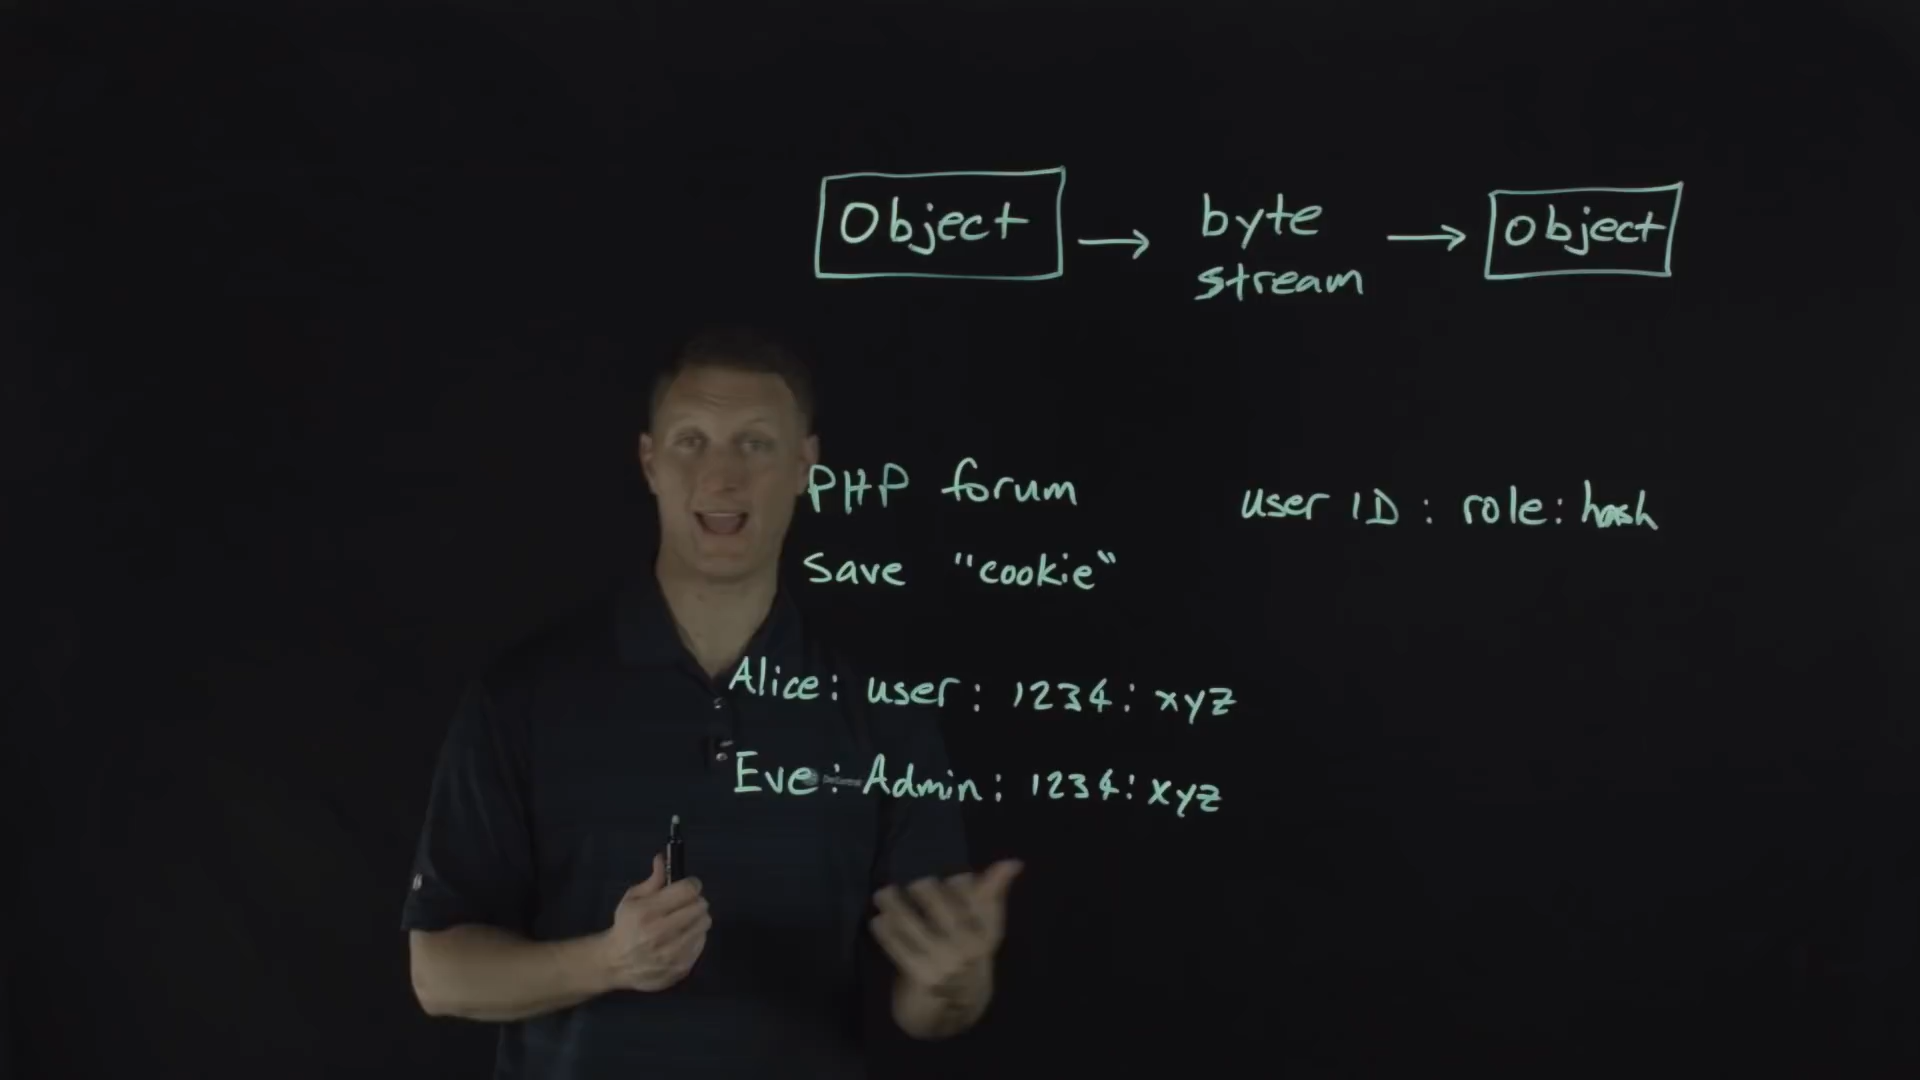 Object → byte stream → Object
PHP forum
user ID : role: hash
Save "cookie"
Alice: user: 1234: xyz
Eve: Admin: 1234: xyz